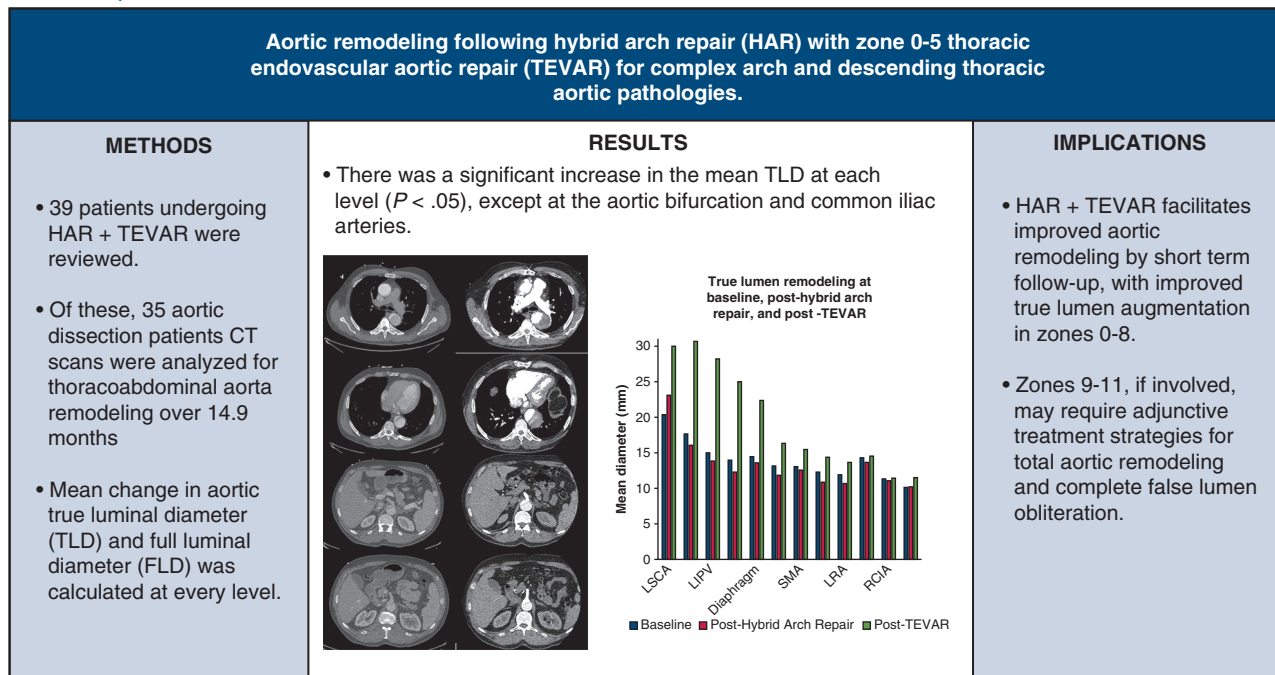 Aortic remodeling following hybrid arch repair (HAR) with zone 0-5 thoracic
endovascular aortic repair (TEVAR) for complex arch and descending thoracic
aortic pathologies.
METHODS
• 39 patients undergoing
HAR + TEVAR were
reviewed.
• Of these, 35 aortic
dissection patients CT
scans were analyzed for
thoracoabdominal aorta
remodeling over 14.9
months
• Mean change in aortic
true luminal diameter
(TLD) and full luminal
diameter (FLD) was
calculated at every level.
RESULTS
• There was a significant increase in the mean TLD at each
level (P < .05), except at the aortic bifurcation and common iliac
arteries.
True lumen remodeling at
baseline, post-hybrid arch
repair, and post -TEVAR
Mean diameter (mm)
30
25
20
15
10
5
0
LSCA
LIPV
Diaphragm
SMA
LRA
RCIA
Baseline
Post-Hybrid Arch Repair
Post-TEVAR
IMPLICATIONS
• HAR + TEVAR facilitates
improved aortic
remodeling by short term
follow-up, with improved
true lumen augmentation
in zones 0-8.
• Zones 9-11, if involved,
may require adjunctive
treatment strategies for
total aortic remodeling
and complete false lumen
obliteration.